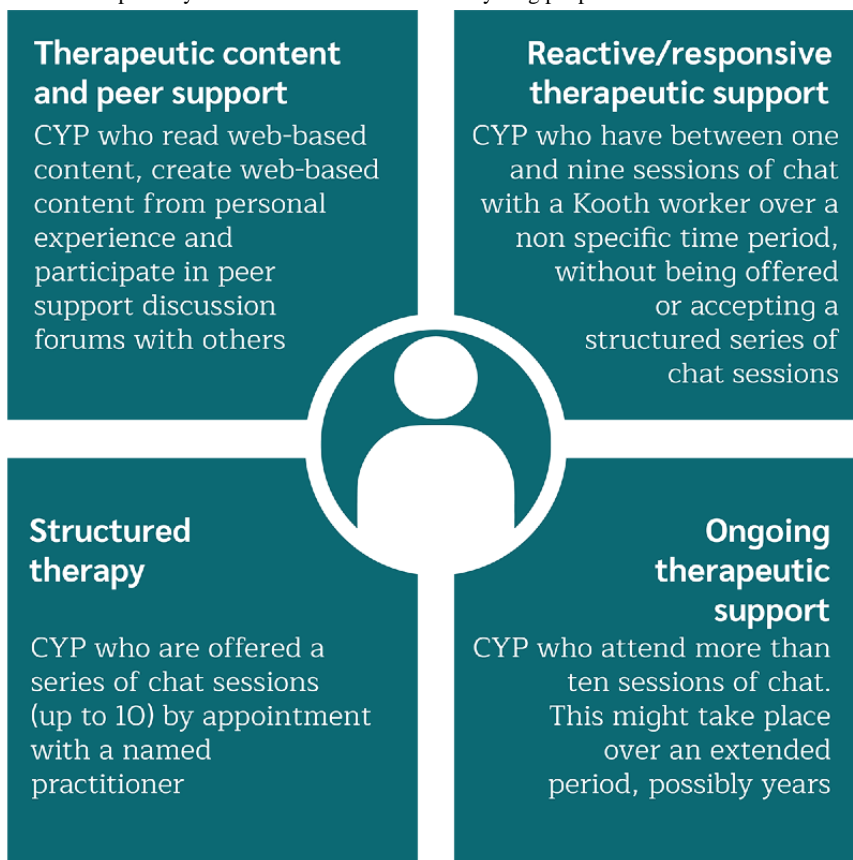 Therapeutic content
and peer support
CYP who read web-based
content, create web-based
content from personal
experience and
participate in peer
support discussion
forums with others
Reactive/responsive
therapeutic support
CYP who have between one
and nine sessions of chat
with a Kooth worker over a
non specific time period,
without being offered
or accepting a
structured series of
chat sessions
Structured
therapy
CYP who are offered a
series of chat sessions
(up to 10) by appointment
with a named
practitioner
Ongoing
therapeutic
support
CYP who attend more than
ten sessions of chat.
This might take place
over an extended
period, possibly years